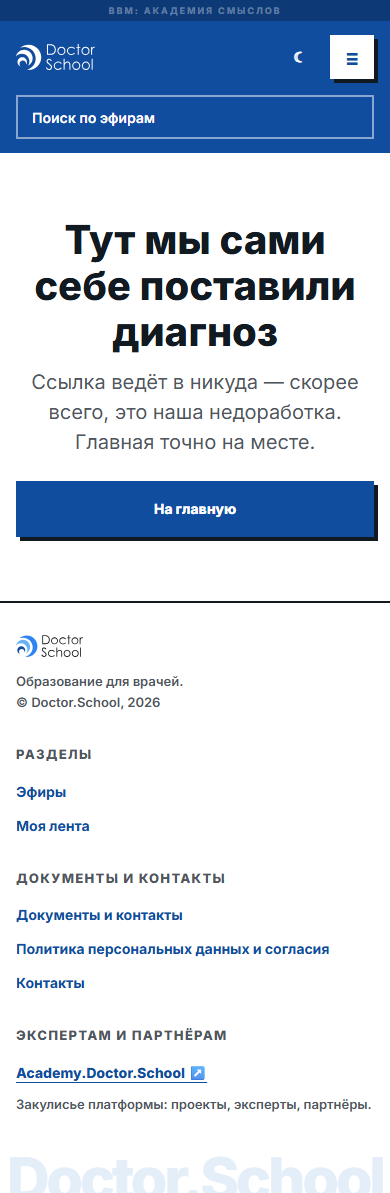 ВВМ: АКАДЕМИЯ СМЫСЛОВ
Doctor
School
Поиск по эфирам
Тут мы сами
себе поставили
диагноз
Ссылка ведёт в никуда — скорее
всего, это наша недоработка.
Главная точно на месте.
На главную
Doctor
School
Образование для врачей.
© Doctor.School, 2026
РАЗДЕЛЫ
Эфиры
Моя лента
ДОКУМЕНТЫ И КОНТАКТЫ
Документы и контакты
Политика персональных данных и согласия
Контакты
ЭКСПЕРТАМ И ПАРТНЁРАМ
Academy.Doctor.School ↗
Закулисье платформы: проекты, эксперты, партнёры.
Doctor.School